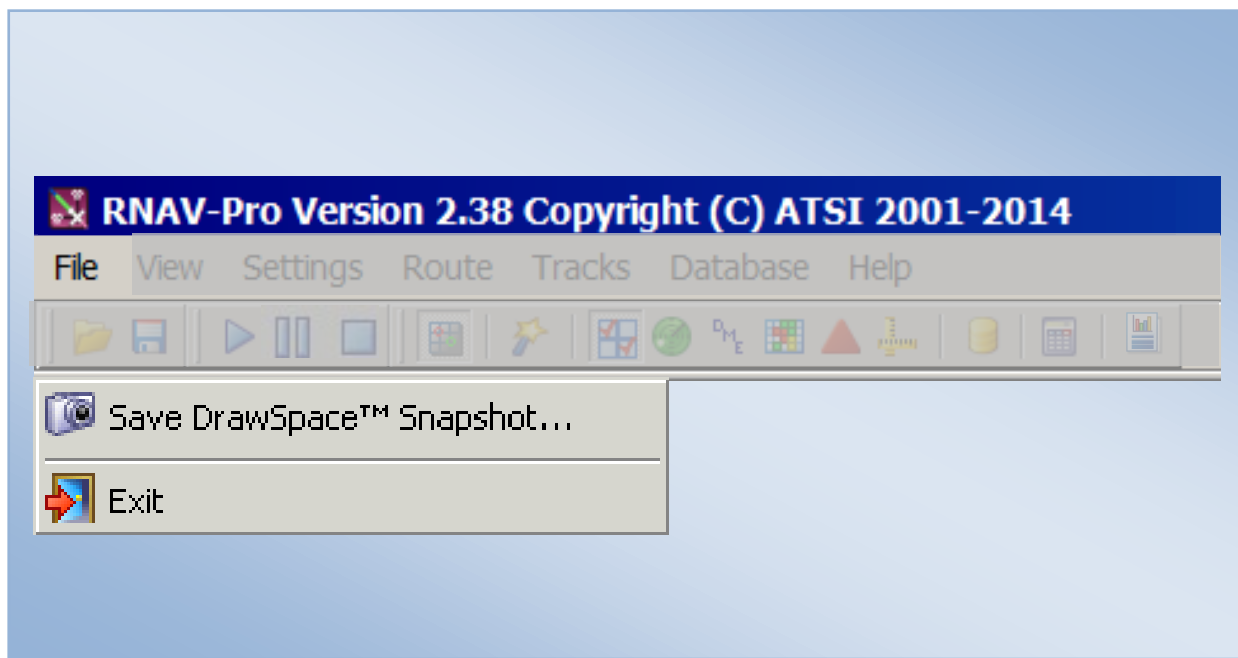 RNAV-Pro Version 2.38 Copyright (C) ATSI 2001-2014
File View Settings Route Tracks Database Help
DME
Save DrawSpace™ Snapshot...
Exit